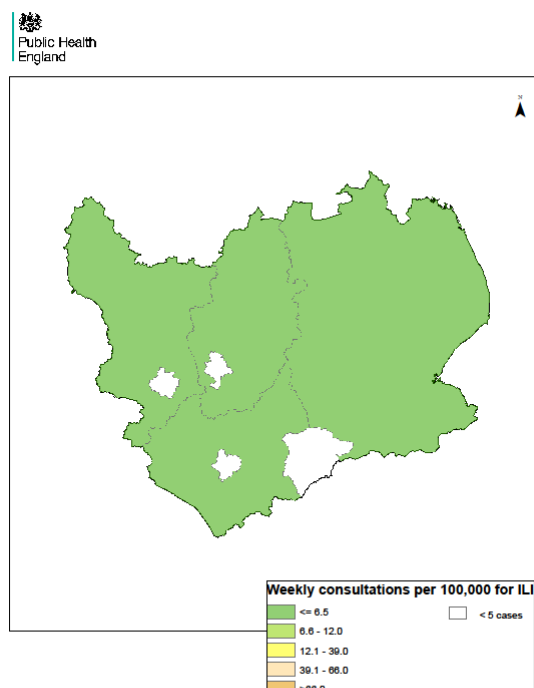 Public Health
England
N
Weekly consultations per 100,000 for ILI
<= 6.5
< 5 cases
6.6 - 12.0
12.1 - 39.0
39.1 - 66.0